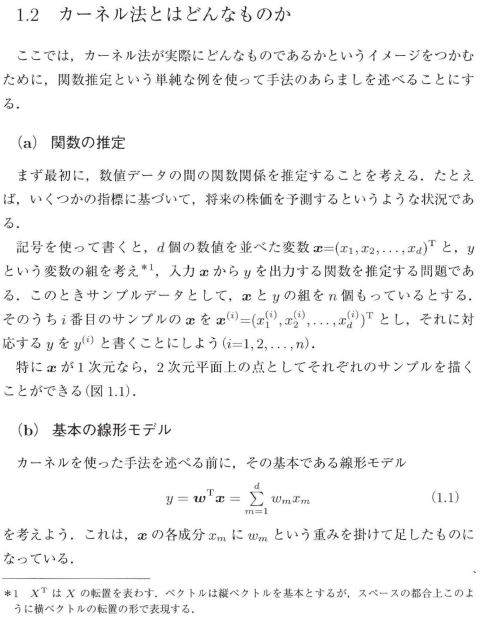 1.2 カーネル法とはどんなものか
ここでは，カーネル法が実際にどんなものであるかというイメージをつかむ
ために，関数推定という単純な例を使って手法のあらましを述べることにす
る．
(a) 関数の推定
まず最初に，数値データの間の関数関係を推定することを考える．たとえ
ば，いくつかの指標に基づいて，将来の株価を予測するというような状況であ
る．
記号を使って書くと，d 個の数値を並べた変数 x=(x₁, x₂, ..., x_d)ᵀ と，y
という変数の組を考え*¹，入力 x から y を出力する関数を推定する問題であ
る．このときサンプルデータとして，x と y の組を n 個もっているとする．
そのうち i 番目のサンプルの x を x^(i)=(x₁^(i), x₂^(i), ..., x_d^(i))ᵀ とし，それに対
応する y を y^(i) と書くことにしよう(i=1, 2, ..., n)．
特に x が 1 次元なら，2 次元平面上の点としてそれぞれのサンプルを描く
ことができる(図 1.1)．
(b) 基本の線形モデル
カーネルを使った手法を述べる前に，その基本である線形モデル
y = wᵀx = Σ_{m=1}^{d} w_m x_m (1.1)
を考えよう．これは，x の各成分 x_m に w_m という重みを掛けて足したものに
なっている．
*1 Xᵀ は X の転置を表わす．ベクトルは縦ベクトルを基本とするが，スペースの都合上このよ
うに横ベクトルの転置の形で表現する．